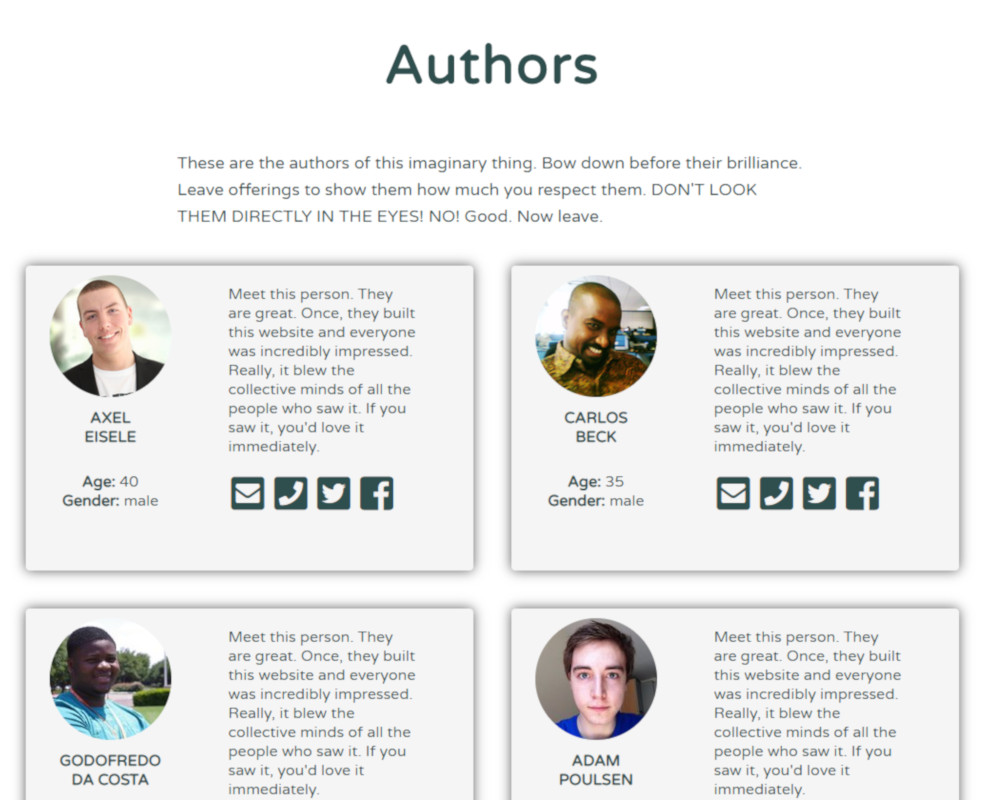 Authors
These are the authors of this imaginary thing. Bow down before their brilliance.
Leave offerings to show them how much you respect them. DON'T LOOK
THEM DIRECTLY IN THE EYES! NO! Good. Now leave.
AXEL
EISELE
Age: 40
Gender: male
Meet this person. They
are great. Once, they built
this website and everyone
was incredibly impressed.
Really, it blew the
collective minds of all the
people who saw it. If you
saw it, you'd love it
immediately.
CARLOS
BECK
Age: 35
Gender: male
Meet this person. They
are great. Once, they built
this website and everyone
was incredibly impressed.
Really, it blew the
collective minds of all the
people who saw it. If you
saw it, you'd love it
immediately.
GODOFREDO
DA COSTA
Meet this person. They
are great. Once, they built
this website and everyone
was incredibly impressed.
Really, it blew the
collective minds of all the
people who saw it. If you
saw it, you'd love it
immediately.
ADAM
POULSEN
Meet this person. They
are great. Once, they built
this website and everyone
was incredibly impressed.
Really, it blew the
collective minds of all the
people who saw it. If you
saw it, you'd love it
immediately.